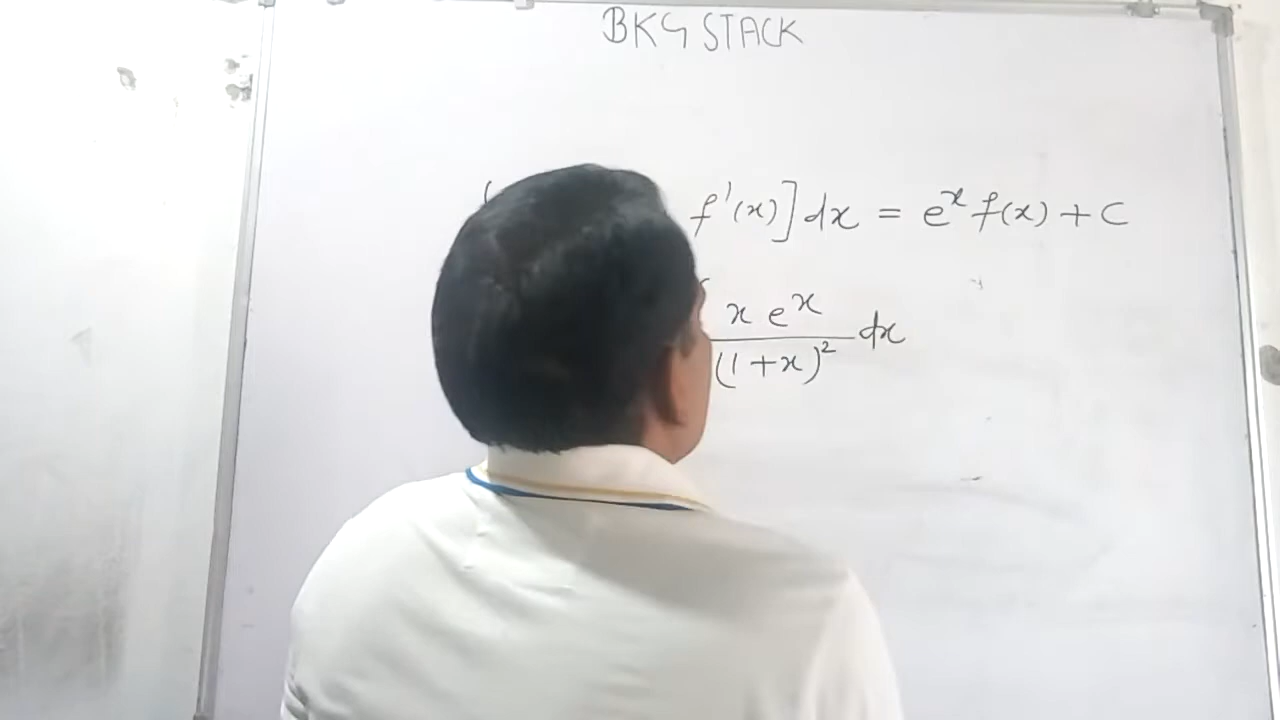 BKG STACK
f'(x)] dx = e^x f(x) + C
x e^x / (1+x)^2 dx